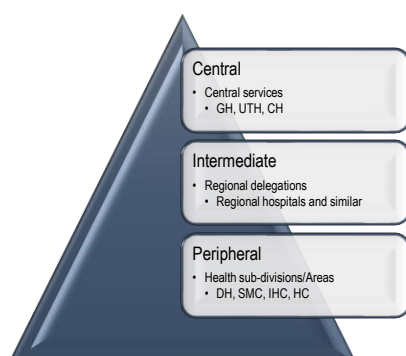 Central
• Central services
• GH, UTH, CH
Intermediate
• Regional delegations
• Regional hospitals and similar
Peripheral
• Health sub-divisions/Areas
• DH, SMC, IHC, HC